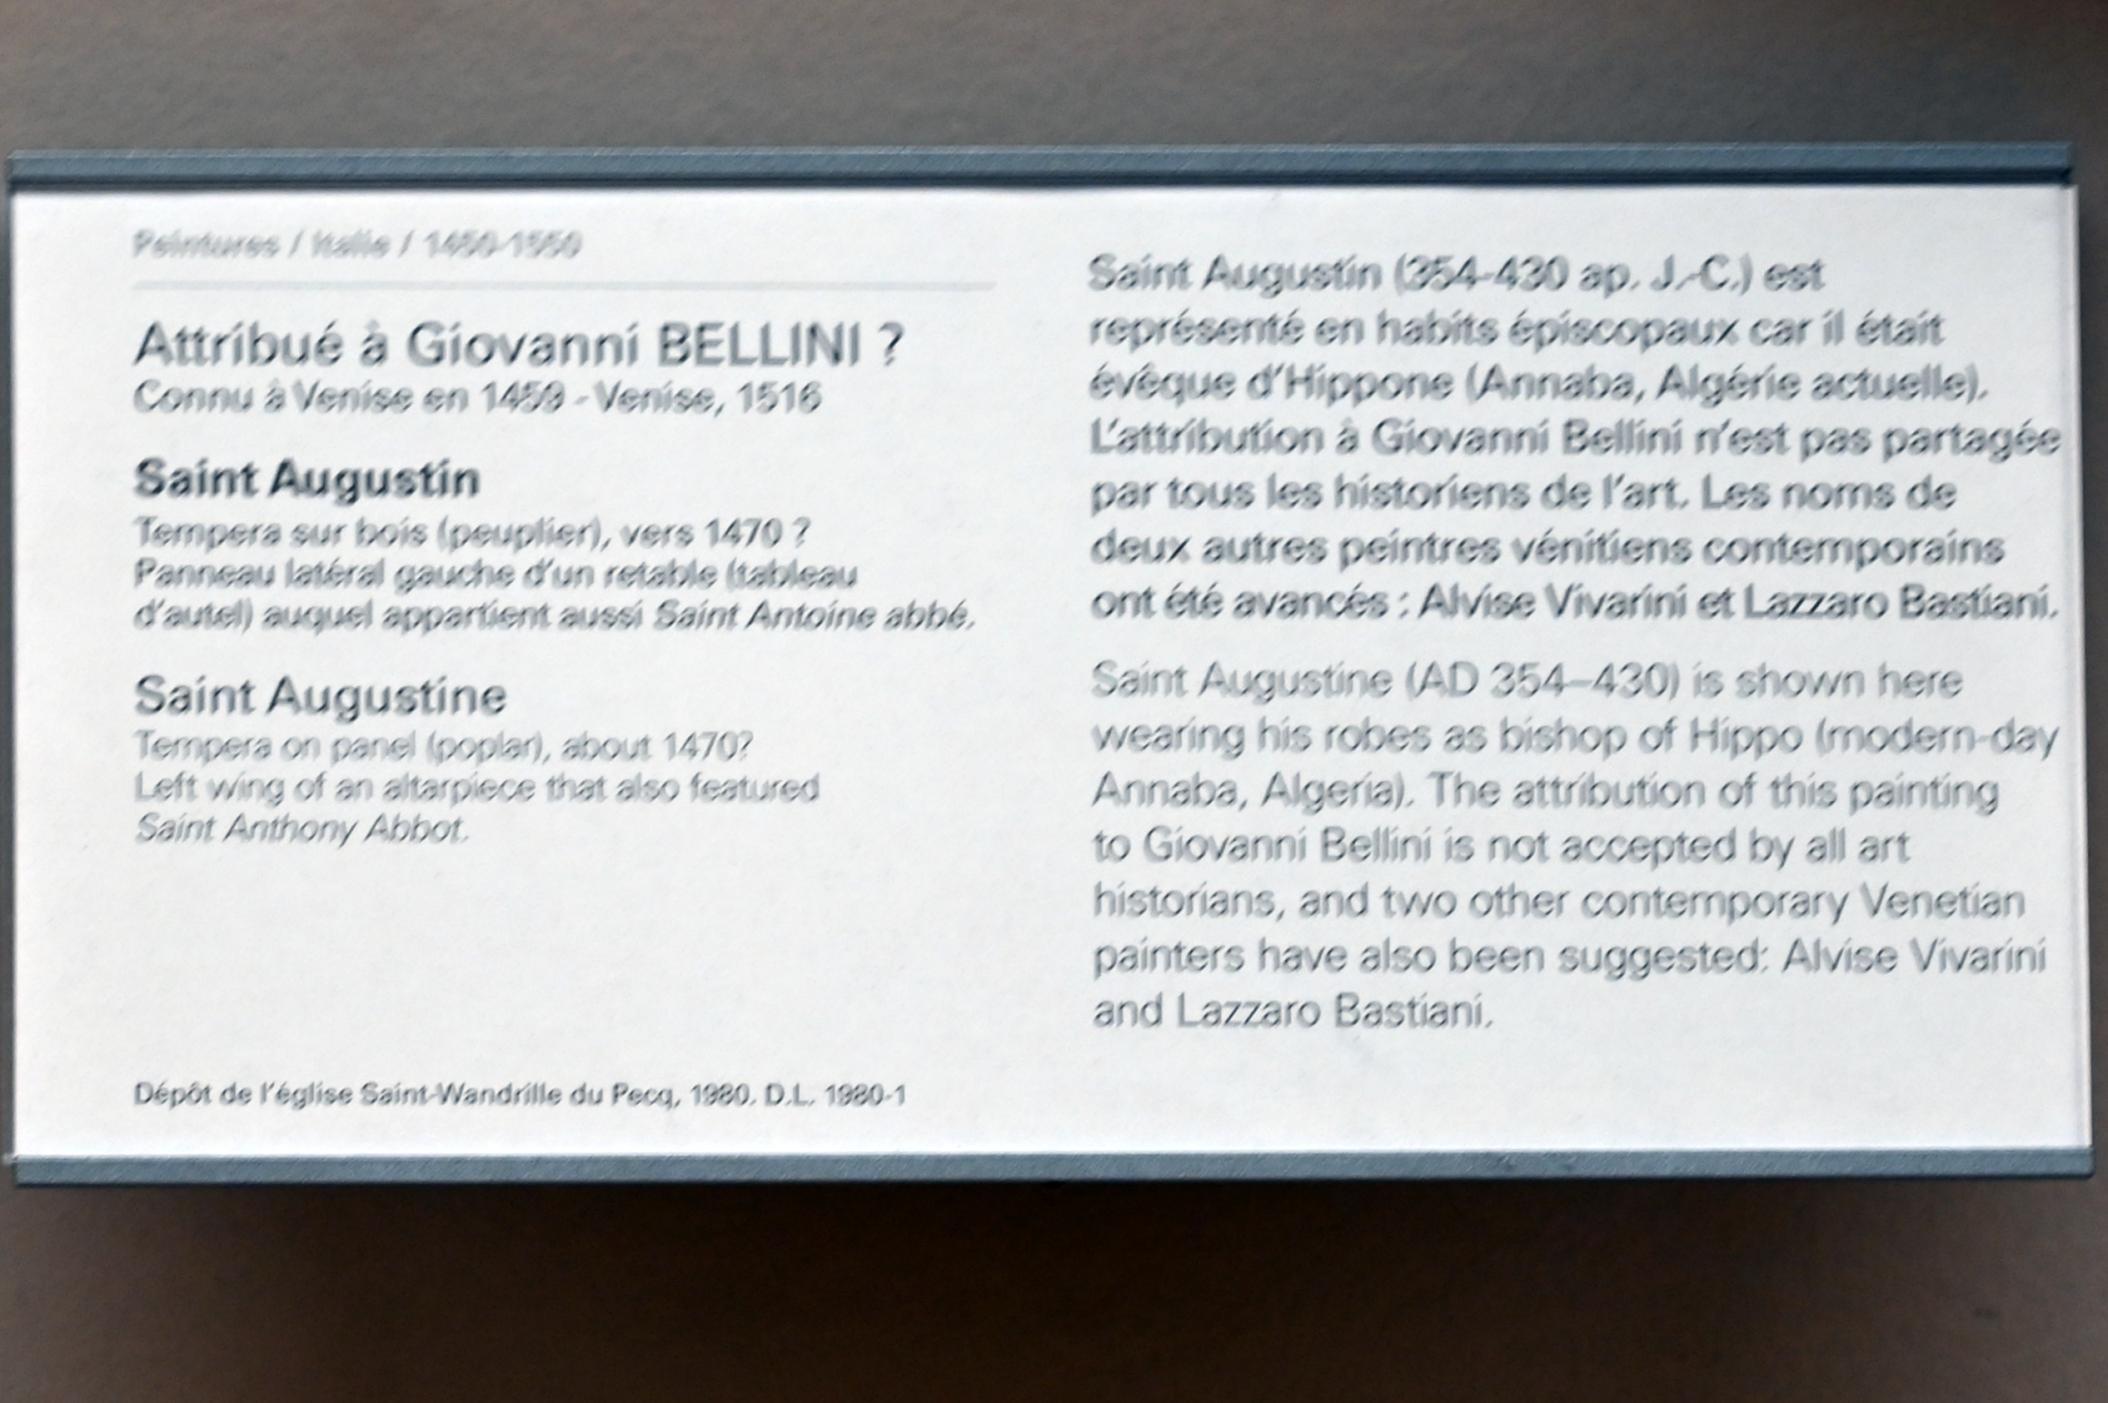 Peintures / Italie / 1450-1550
Attribué à Giovanni BELLINI ?
Connu à Venise en 1459 - Venise, 1516
Saint Augustin
Tempera sur bois (peuplier), vers 1470 ?
Panneau latéral gauche d'un retable (tableau
d'autel) auquel appartient aussi Saint Antoine abbé.
Saint Augustine
Tempera on panel (poplar), about 1470?
Left wing of an altarpiece that also featured
Saint Anthony Abbot.
Dépôt de l'église Saint-Wandrille du Pecq, 1980. D.L. 1980-1
Saint Augustin (354-430 ap. J.-C.) est
représenté en habits épiscopaux car il était
évêque d'Hippone (Annaba, Algérie actuelle).
L'attribution à Giovanni Bellini n'est pas partagée
par tous les historiens de l'art. Les noms de
deux autres peintres vénitiens contemporains
ont été avancés : Alvise Vivarini et Lazzaro Bastiani.
Saint Augustine (AD 354–430) is shown here
wearing his robes as bishop of Hippo (modern-day
Annaba, Algeria). The attribution of this painting
to Giovanni Bellini is not accepted by all art
historians, and two other contemporary Venetian
painters have also been suggested: Alvise Vivarini
and Lazzaro Bastiani.